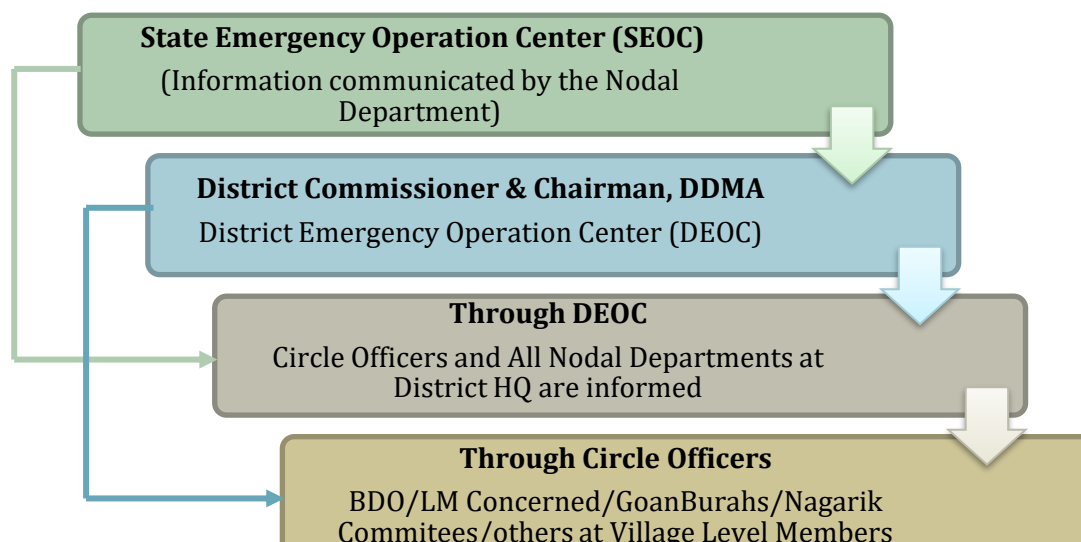 State Emergency Operation Center (SEOC)
(Information communicated by the Nodal
Department)
District Commissioner & Chairman, DDMA
District Emergency Operation Center (DEOC)
Through DEOC
Circle Officers and All Nodal Departments at
District HQ are informed
Through Circle Officers
BDO/LM Concerned/GoanBurahs/Nagarik
Commitees/others at Village Level Members